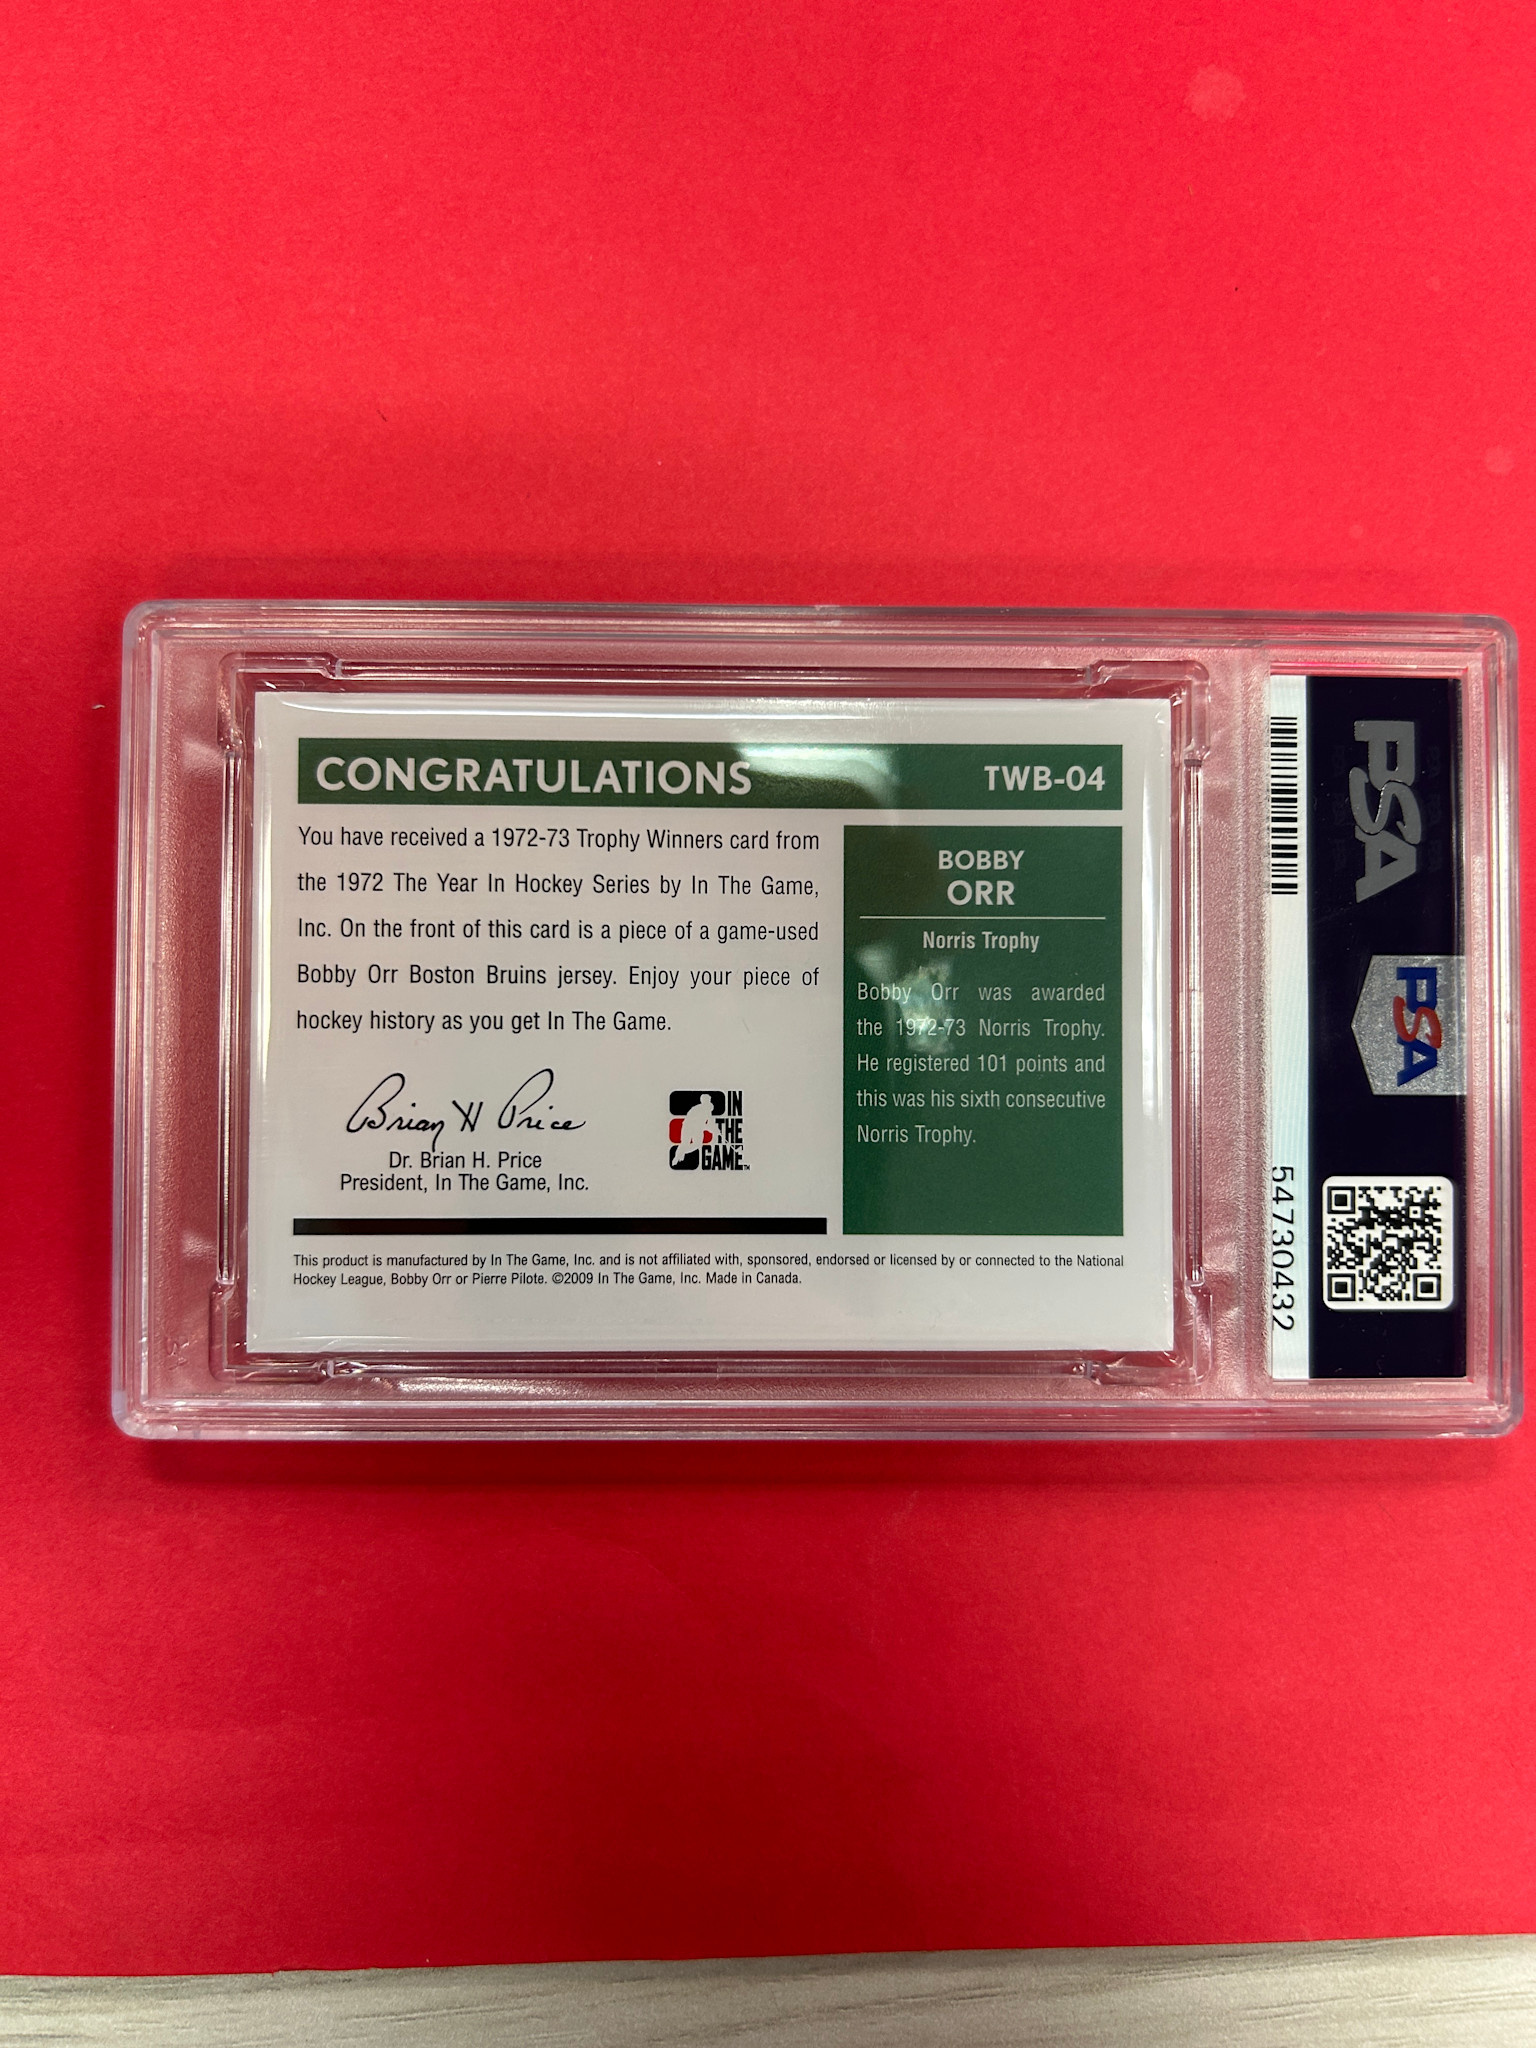 CONGRATULATIONS
TWB-04
You have received a 1972-73 Trophy Winners card from
the 1972 The Year In Hockey Series by In The Game,
Inc. On the front of this card is a piece of a game-used
Bobby Orr Boston Bruins jersey. Enjoy your piece of
hockey history as you get In The Game.
Brian H Price
Dr. Brian H. Price
President, In The Game, Inc.
IN
THE
GAME™
BOBBY
ORR
Norris Trophy
Bobby Orr was awarded
the 1972-73 Norris Trophy.
He registered 101 points and
this was his sixth consecutive
Norris Trophy.
This product is manufactured by In The Game, Inc. and is not affiliated with, sponsored, endorsed or licensed by or connected to the National
Hockey League, Bobby Orr or Pierre Pilote. ©2009 In The Game, Inc. Made in Canada.
PSA
PSA
54730432